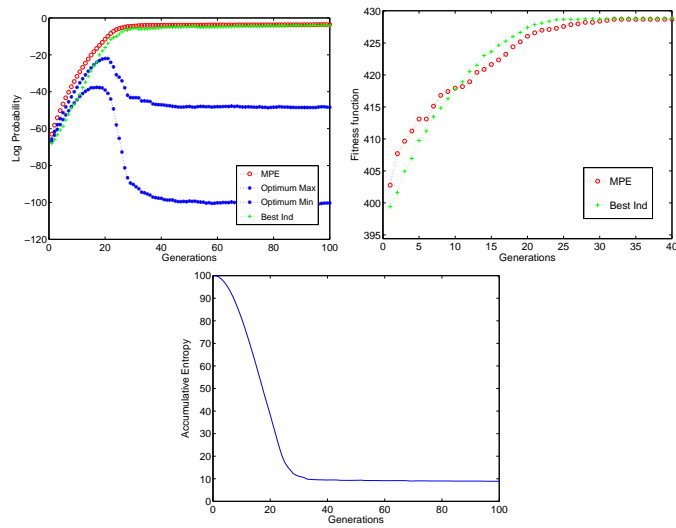 0
−20
−40
−60
−80
−100
−120
Log Probability
0 20 40 60 80 100
Generations
MPE
Optimum Max
Optimum Min
Best Ind
430
425
420
415
410
405
400
395
Fitness function
0 5 10 15 20 25 30 35 40
Generations
MPE
Best Ind
100
90
80
70
60
50
40
30
20
10
0
Accumulative Entropy
0 20 40 60 80 100
Generations